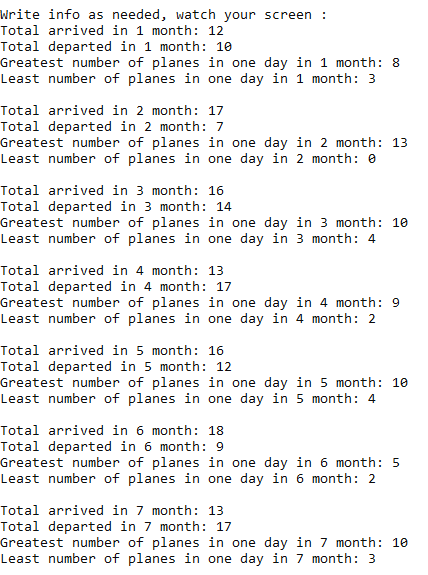 Write info as needed, watch your screen :
Total arrived in 1 month: 12
Total departed in 1 month: 10
Greatest number of planes in one day in 1 month: 8
Least number of planes in one day in 1 month: 3

Total arrived in 2 month: 17
Total departed in 2 month: 7
Greatest number of planes in one day in 2 month: 13
Least number of planes in one day in 2 month: 0

Total arrived in 3 month: 16
Total departed in 3 month: 14
Greatest number of planes in one day in 3 month: 10
Least number of planes in one day in 3 month: 4

Total arrived in 4 month: 13
Total departed in 4 month: 17
Greatest number of planes in one day in 4 month: 9
Least number of planes in one day in 4 month: 2

Total arrived in 5 month: 16
Total departed in 5 month: 12
Greatest number of planes in one day in 5 month: 10
Least number of planes in one day in 5 month: 4

Total arrived in 6 month: 18
Total departed in 6 month: 9
Greatest number of planes in one day in 6 month: 5
Least number of planes in one day in 6 month: 2

Total arrived in 7 month: 13
Total departed in 7 month: 17
Greatest number of planes in one day in 7 month: 10
Least number of planes in one day in 7 month: 3